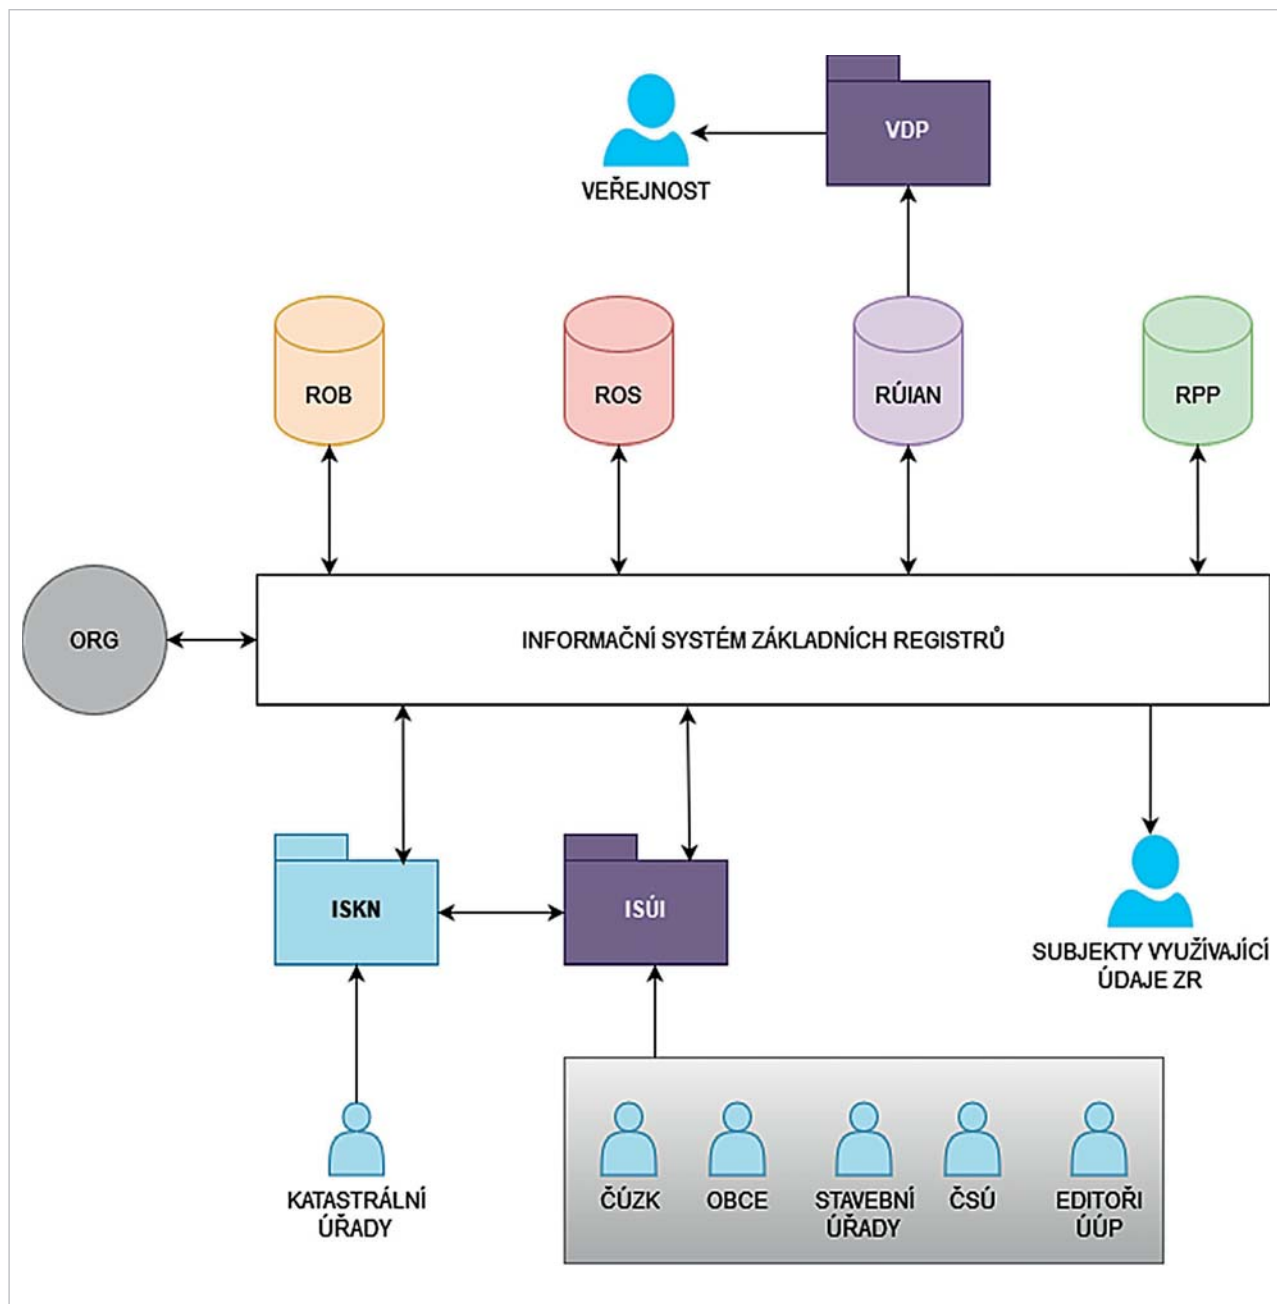 VDP
VEŘEJNOST
ROB
ROS
RÚIAN
RPP
ORG
INFORMAČNÍ SYSTÉM ZÁKLADNÍCH REGISTRŮ
ISKN
ISÚI
SUBJEKTY VYUŽÍVAJÍCÍ
ÚDAJE ZR
KATASTRÁLNÍ
ÚŘADY
ČÚZK
OBCE
STAVEBNÍ
ÚŘADY
ČSÚ
EDITOŘI
ÚÚP